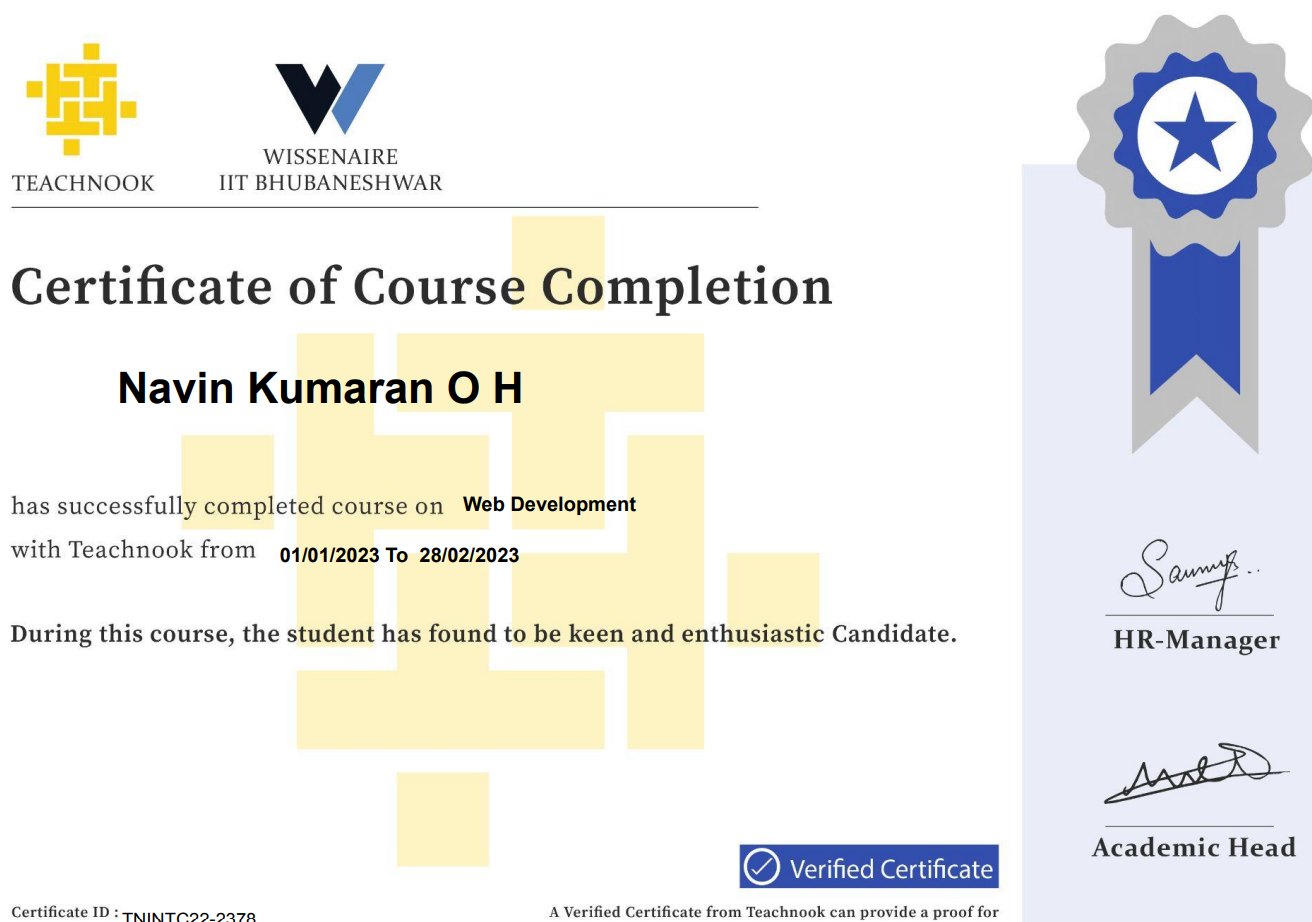 TEACHNOOK
WISSENAIRE
IIT BHUBANESHWAR
Certificate of Course Completion
Navin Kumaran O H
has successfully completed course on Web Development
with Teachnook from 01/01/2023 To 28/02/2023
During this course, the student has found to be keen and enthusiastic Candidate.
HR-Manager
Academic Head
Verified Certificate
Certificate ID : TNINTC22-2378
A Verified Certificate from Teachnook can provide a proof for